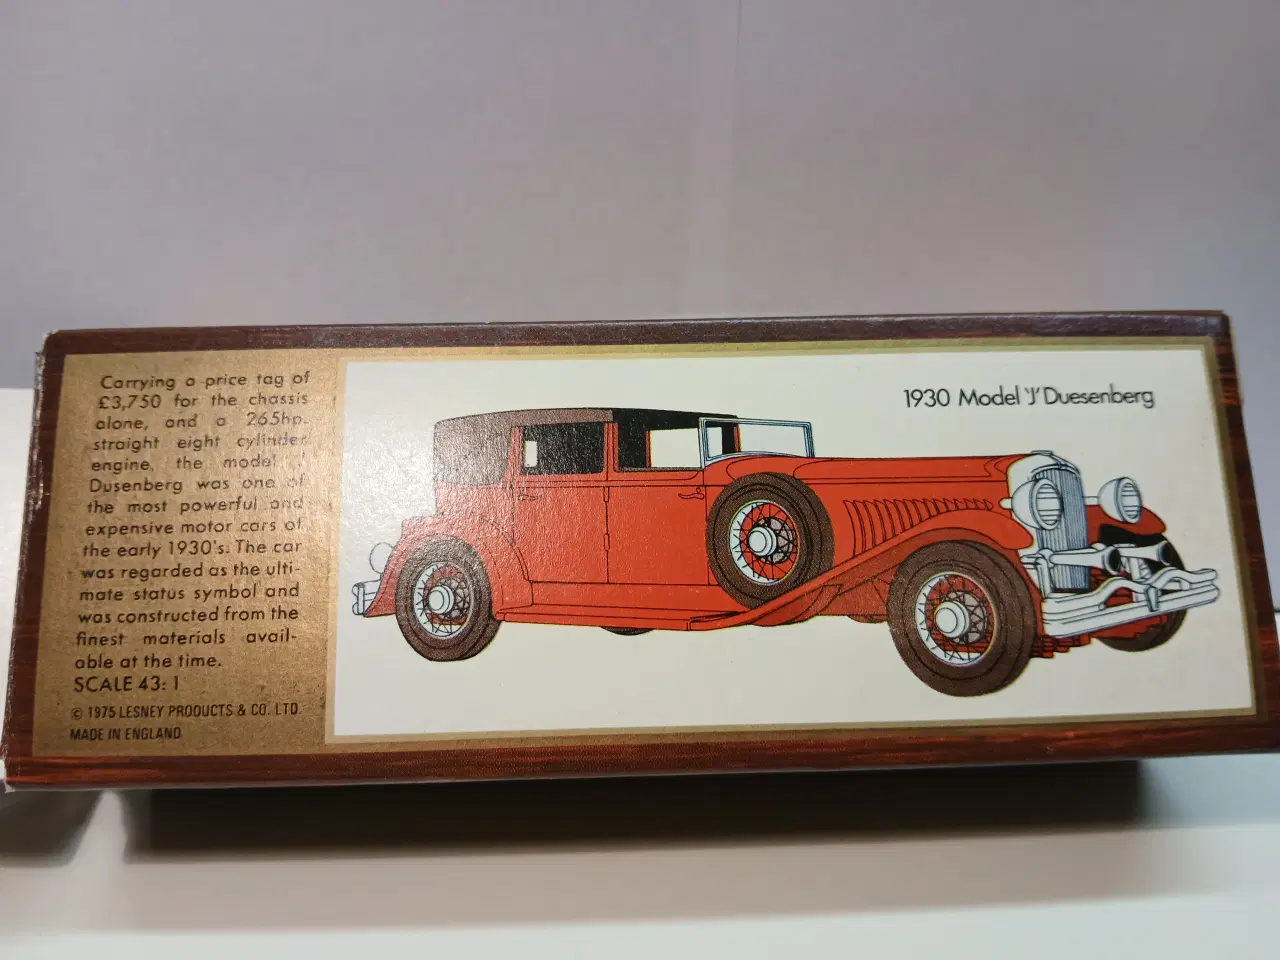 Carrying a price tag of
£3,750 for the chassis
alone, and a 265hp.
straight eight cylinder
engine, the model J
Dusenberg was one of
the most powerful and
expensive motor cars of
the early 1930's. The car
was regarded as the ulti-
mate status symbol and
was constructed from the
finest materials avail-
able at the time.
SCALE 43: 1
© 1975 LESNEY PRODUCTS & CO. LTD.
MADE IN ENGLAND
1930 Model 'J' Duesenberg